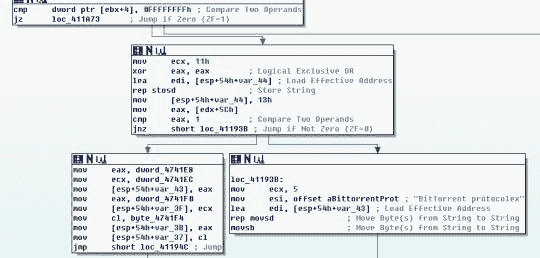 cmp dword ptr [ebx+4], 0FFFFFFFFh ; Compare Two Operands
jz loc_411A73 ; Jump if Zero (ZF=1)
N
mov ecx, 11h
xor eax, eax ; Logical Exclusive OR
lea edi, [esp+54h+var_44] ; Load Effective Address
rep stosd ; Store String
mov [esp+54h+var_44], 13h
mov eax, [edx+5Ch]
cmp eax, 1 ; Compare Two Operands
jnz short loc_41193B ; Jump if Not Zero (ZF=0)
N
mov eax, dword_4741E8
mov ecx, dword_4741EC
mov [esp+54h+var_43], eax
mov eax, dword_4741F0
mov [esp+54h+var_3F], ecx
mov cl, byte_4741F4
mov [esp+54h+var_3B], eax
mov [esp+54h+var_37], cl
jmp short loc_41194C ; Jump
N
loc_41193B:
mov ecx, 5
mov esi, offset aBittorrentProt ; "BitTorrent protocolex"
lea edi, [esp+54h+var_43] ; Load Effective Address
rep movsd ; Move Byte(s) from String to String
movsb ; Move Byte(s) from String to String